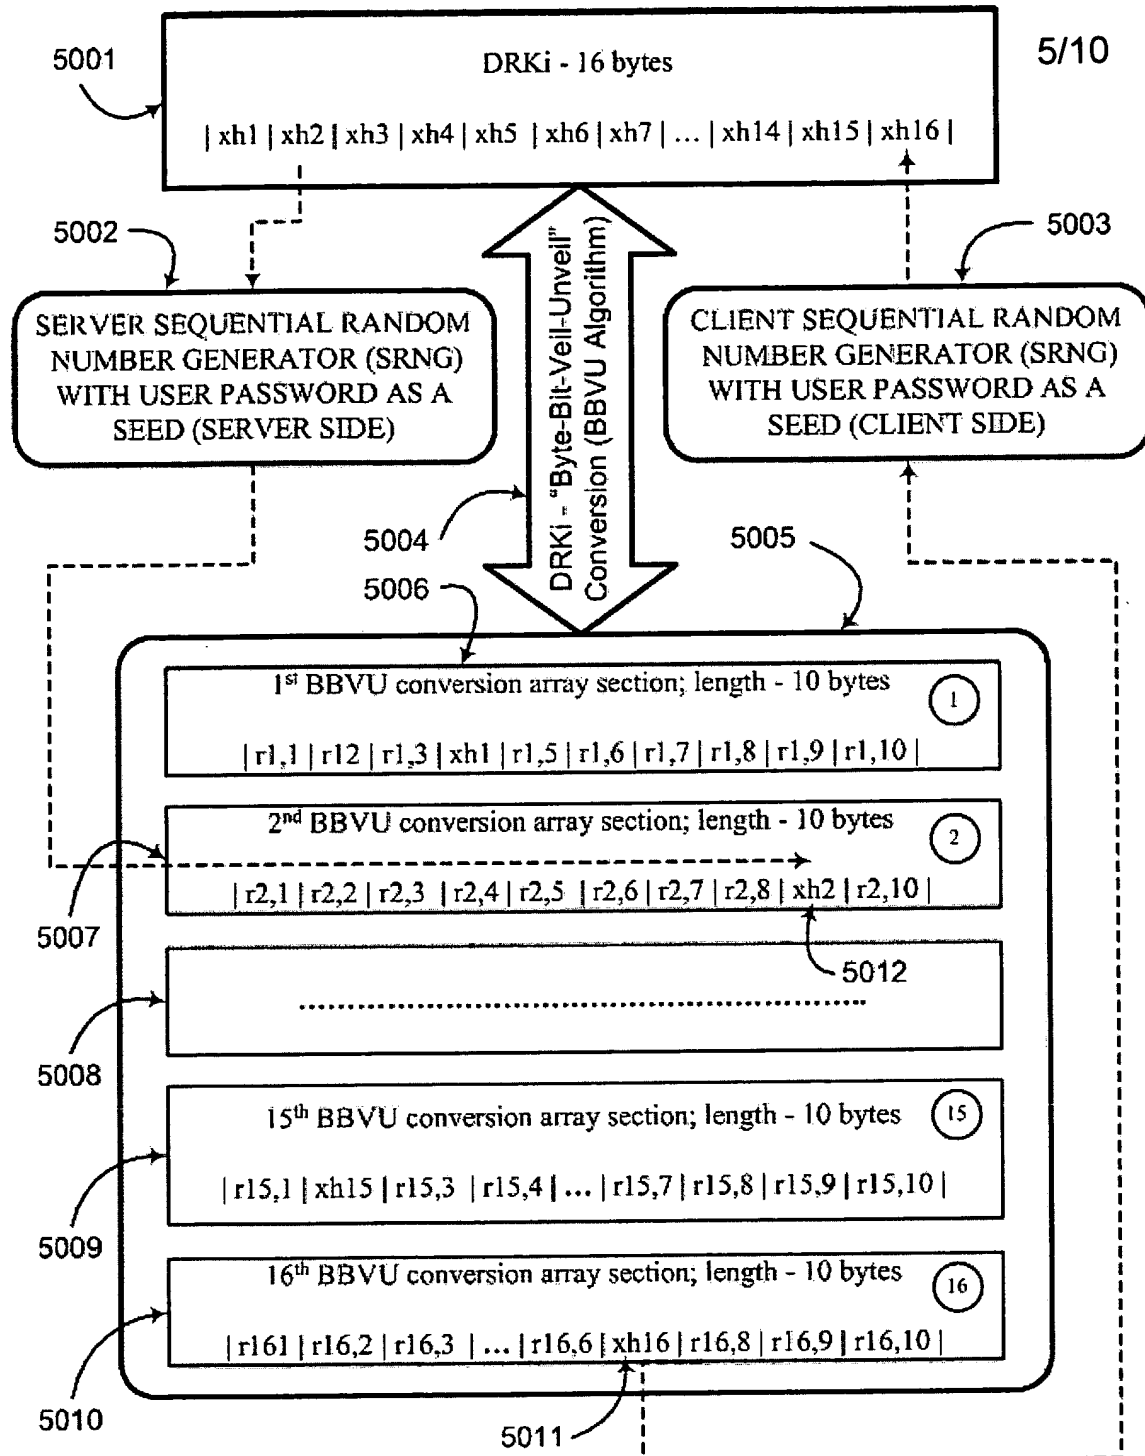 5/10
5001
DRKi - 16 bytes
| xh1 | xh2 | xh3 | xh4 | xh5 | xh6 | xh7 | ... | xh14 | xh15 | xh16 |
5002
5003
SERVER SEQUENTIAL RANDOM
NUMBER GENERATOR (SRNG)
WITH USER PASSWORD AS A
SEED (SERVER SIDE)
DRKi - "Byte-Bit-Veil-Unveil"
Conversion (BBVU Algorithm)
CLIENT SEQUENTIAL RANDOM
NUMBER GENERATOR (SRNG)
WITH USER PASSWORD AS A
SEED (CLIENT SIDE)
5004
5005
5006
1st BBVU conversion array section; length - 10 bytes
1
| r1,1 | r12 | r1,3 | xh1 | r1,5 | r1,6 | r1,7 | r1,8 | r1,9 | r1,10 |
2nd BBVU conversion array section; length - 10 bytes
2
| r2,1 | r2,2 | r2,3 | r2,4 | r2,5 | r2,6 | r2,7 | r2,8 | xh2 | r2,10 |
5007
5012
5008
15th BBVU conversion array section; length - 10 bytes
15
| r15,1 | xh15 | r15,3 | r15,4 | ... | r15,7 | r15,8 | r15,9 | r15,10 |
5009
16th BBVU conversion array section; length - 10 bytes
16
| r161 | r16,2 | r16,3 | ... | r16,6 | xh16 | r16,8 | r16,9 | r16,10 |
5010
5011